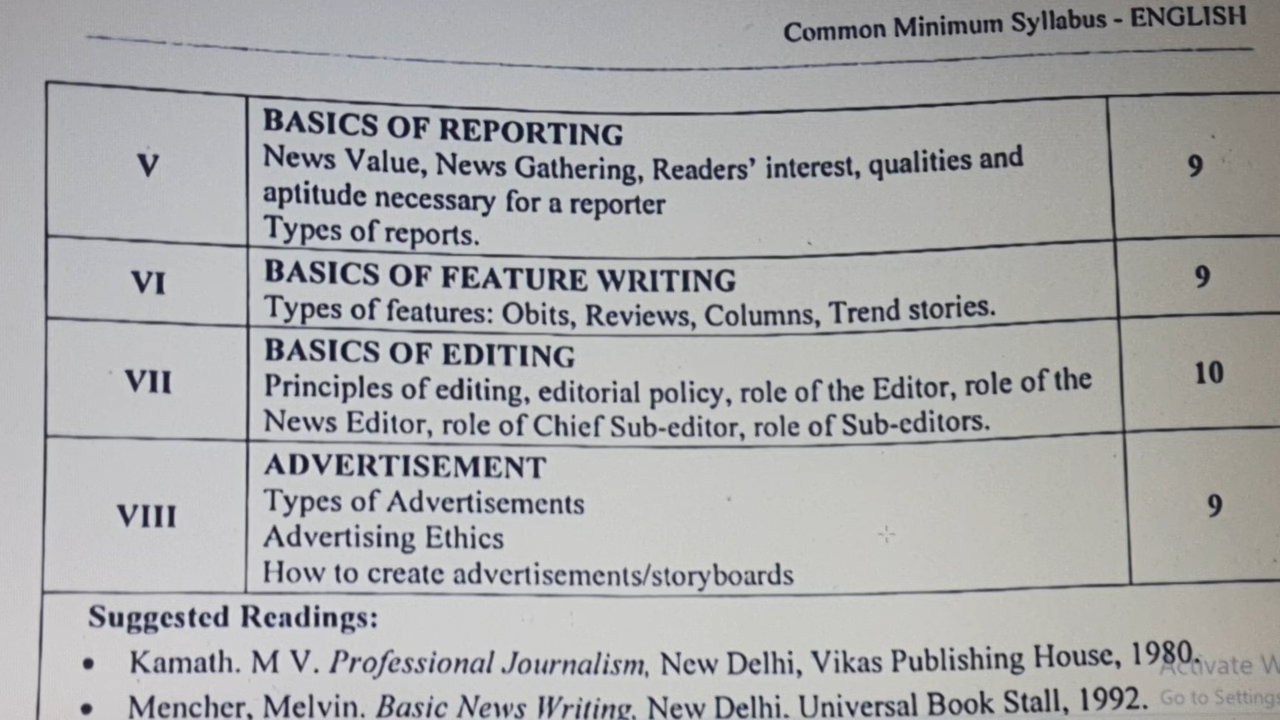 Common Minimum Syllabus - ENGLISH
V
BASICS OF REPORTING
News Value, News Gathering, Readers' interest, qualities and
aptitude necessary for a reporter
Types of reports.
9
VI
BASICS OF FEATURE WRITING
Types of features: Obits, Reviews, Columns, Trend stories.
9
VII
BASICS OF EDITING
Principles of editing, editorial policy, role of the Editor, role of the
News Editor, role of Chief Sub-editor, role of Sub-editors.
10
VIII
ADVERTISEMENT
Types of Advertisements
Advertising Ethics
How to create advertisements/storyboards
9
Suggested Readings:
• Kamath. M V. Professional Journalism, New Delhi, Vikas Publishing House, 1980.
• Mencher, Melvin. Basic News Writing, New Delhi. Universal Book Stall, 1992.
Activate W
Go to Settings